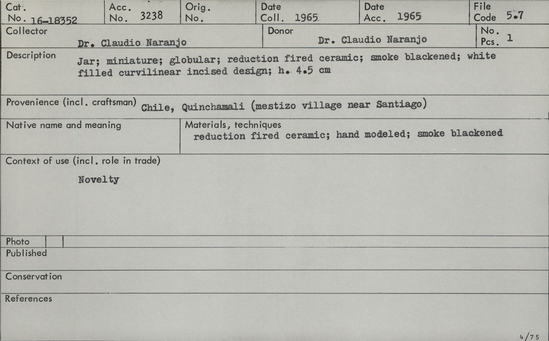 Cat. No. 16-18352 Acc. No. 3238 Orig. No. Date Coll. 1965 Date Acc. 1965 File Code 5.7
Collector Dr. Claudio Naranjo Donor Dr. Claudio Naranjo No. Pcs. 1
Description Jar; miniature; globular; reduction fired ceramic; smoke blackened; white
filled curvilinear incised design; h. 4.5 cm
Provenience (incl. craftsman) Chile, Quinchamali (mestizo village near Santiago)
Native name and meaning Materials, techniques
reduction fired ceramic; hand modeled; smoke blackened
Context of use (incl. role in trade)
Novelty
Photo
Published
Conservation
References
4/75